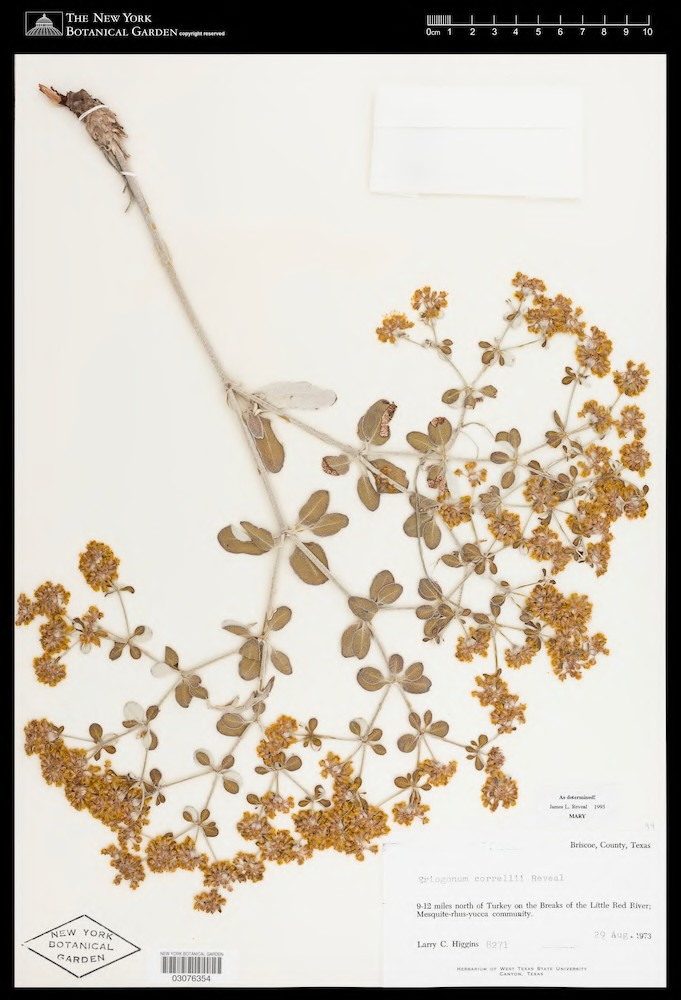 THE NEW YORK
BOTANICAL GARDEN copyright reserved
0cm 1 2 3 4 5 6 7 8 9 10
As determined!
James L. Reveal 1993
MARY
Briscoe, County, Texas
Eriogonum correllii Reveal
9-12 miles north of Turkey on the Breaks of the Little Red River;
Mesquite-rhus-yucca community.
29 Aug. 1973
Larry C. Higgins 8271
HERBARIUM OF WEST TEXAS STATE UNIVERSITY
CANYON, TEXAS
NEW YORK
BOTANICAL
GARDEN
NEW YORK BOTANICAL GARDEN
03076354